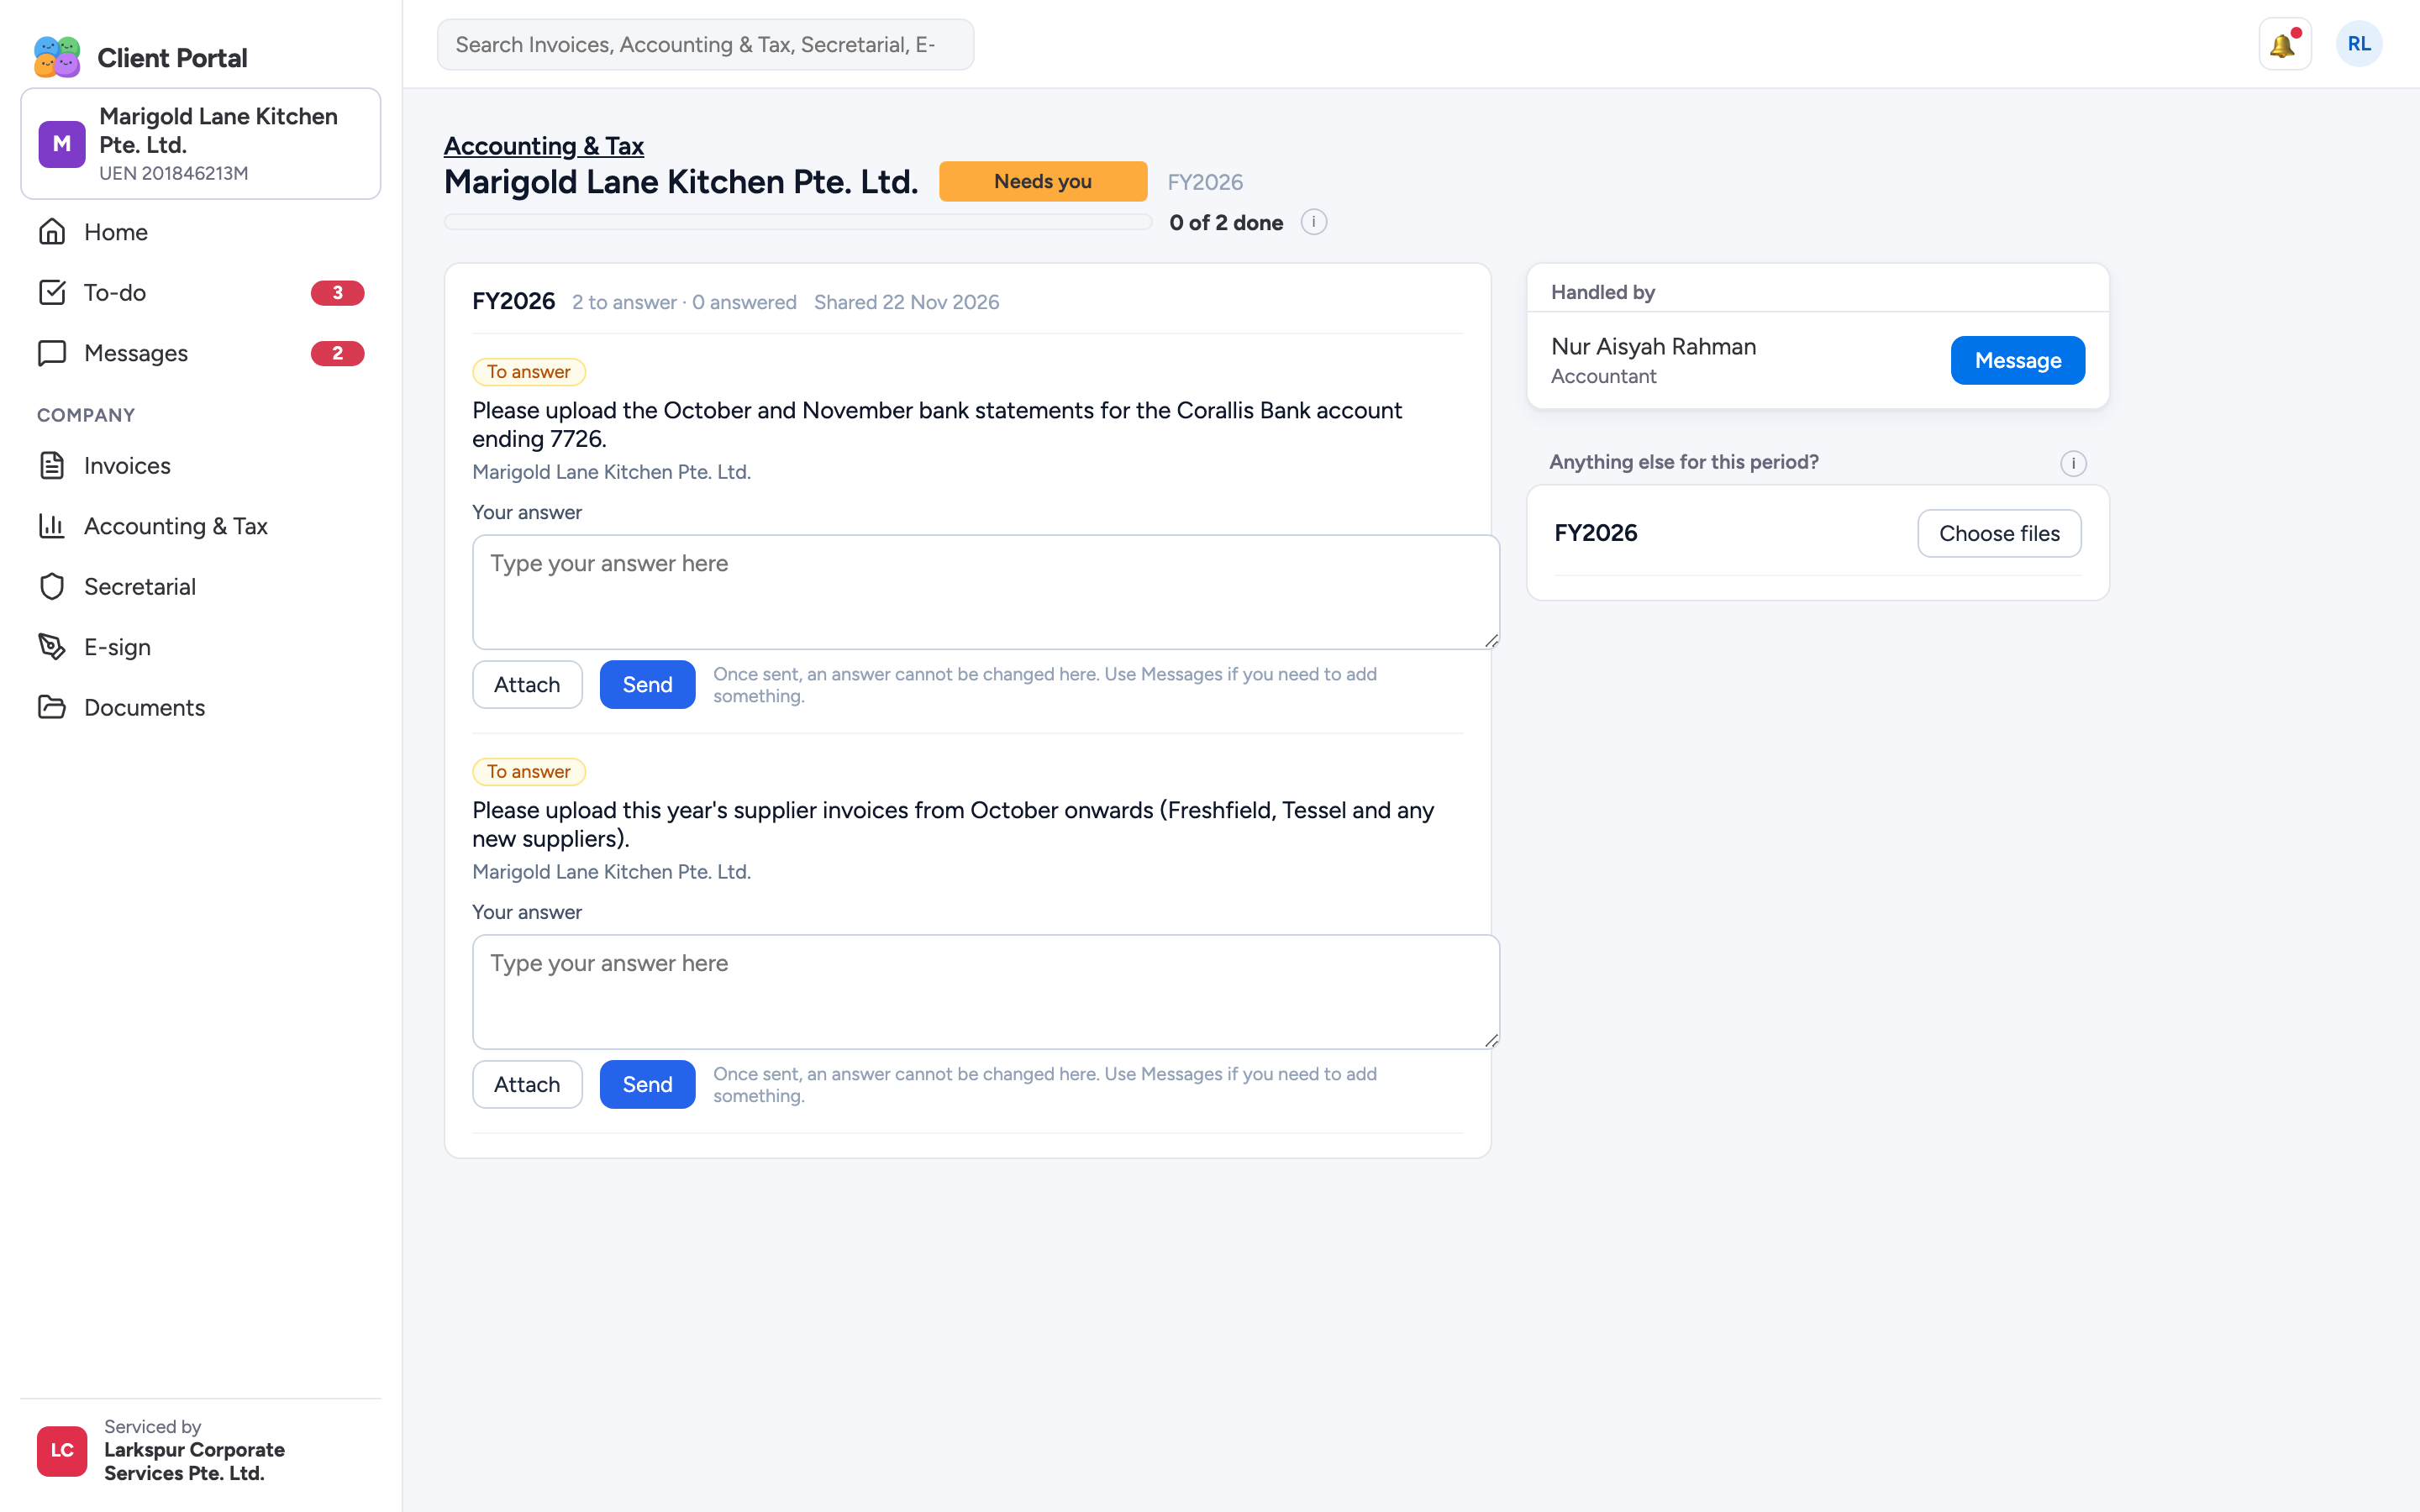 Client Portal
M
Marigold Lane Kitchen
Pte. Ltd.
UEN 201846213M
Home
To-do
3
Messages
2
COMPANY
Invoices
Accounting & Tax
Secretarial
E-sign
Documents
LC
Serviced by
Larkspur Corporate
Services Pte. Ltd.
Search Invoices, Accounting & Tax, Secretarial, E-
RL
Accounting & Tax
Marigold Lane Kitchen Pte. Ltd.
Needs you
FY2026
0 of 2 done
i
FY2026
2 to answer · 0 answered
Shared 22 Nov 2026
To answer
Please upload the October and November bank statements for the Corallis Bank account
ending 7726.
Marigold Lane Kitchen Pte. Ltd.
Your answer
Type your answer here
Attach
Send
Once sent, an answer cannot be changed here. Use Messages if you need to add
something.
To answer
Please upload this year's supplier invoices from October onwards (Freshfield, Tessel and any
new suppliers).
Marigold Lane Kitchen Pte. Ltd.
Your answer
Type your answer here
Attach
Send
Once sent, an answer cannot be changed here. Use Messages if you need to add
something.
Handled by
Nur Aisyah Rahman
Accountant
Message
Anything else for this period?
i
FY2026
Choose files